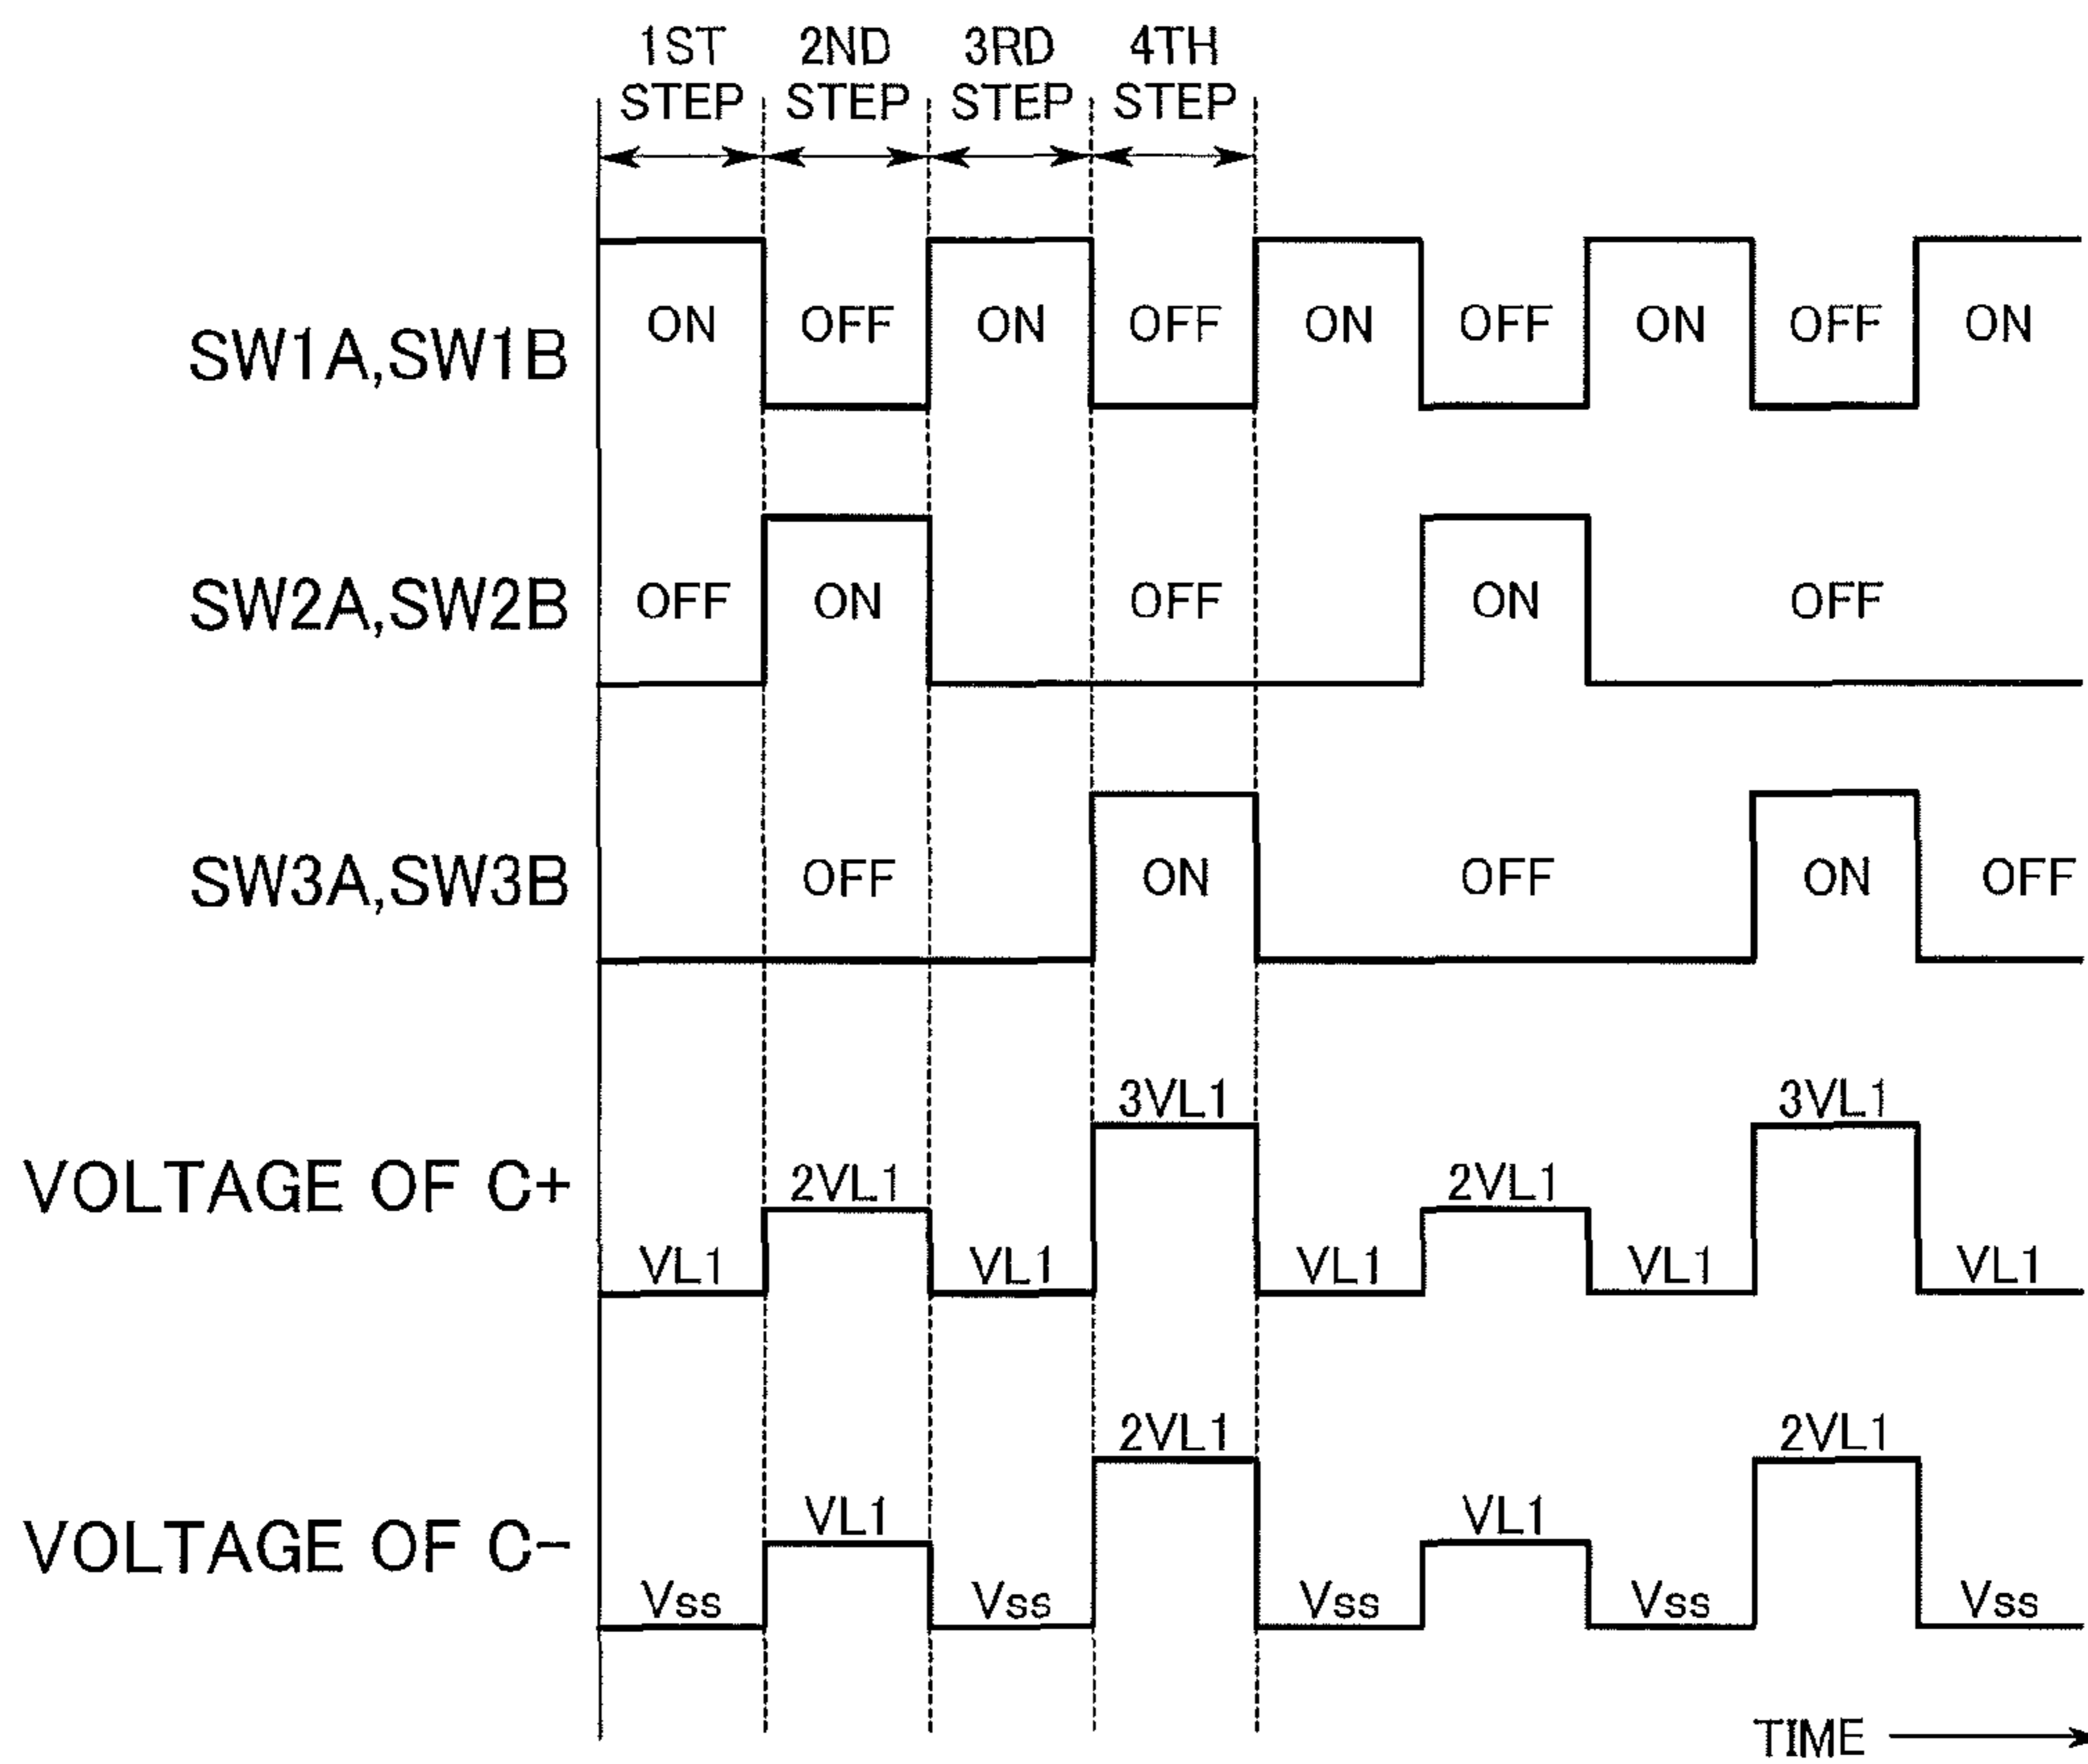 1ST 2ND 3RD 4TH
STEP STEP STEP STEP
SW1A,SW1B ON OFF ON OFF ON OFF ON OFF ON
SW2A,SW2B OFF ON OFF ON OFF
SW3A,SW3B OFF ON OFF ON OFF
3VL1 3VL1
VOLTAGE OF C+ 2VL1 2VL1
VL1 VL1 VL1 VL1 VL1
2VL1 2VL1
VOLTAGE OF C- VL1 VL1
Vss Vss Vss Vss Vss
TIME